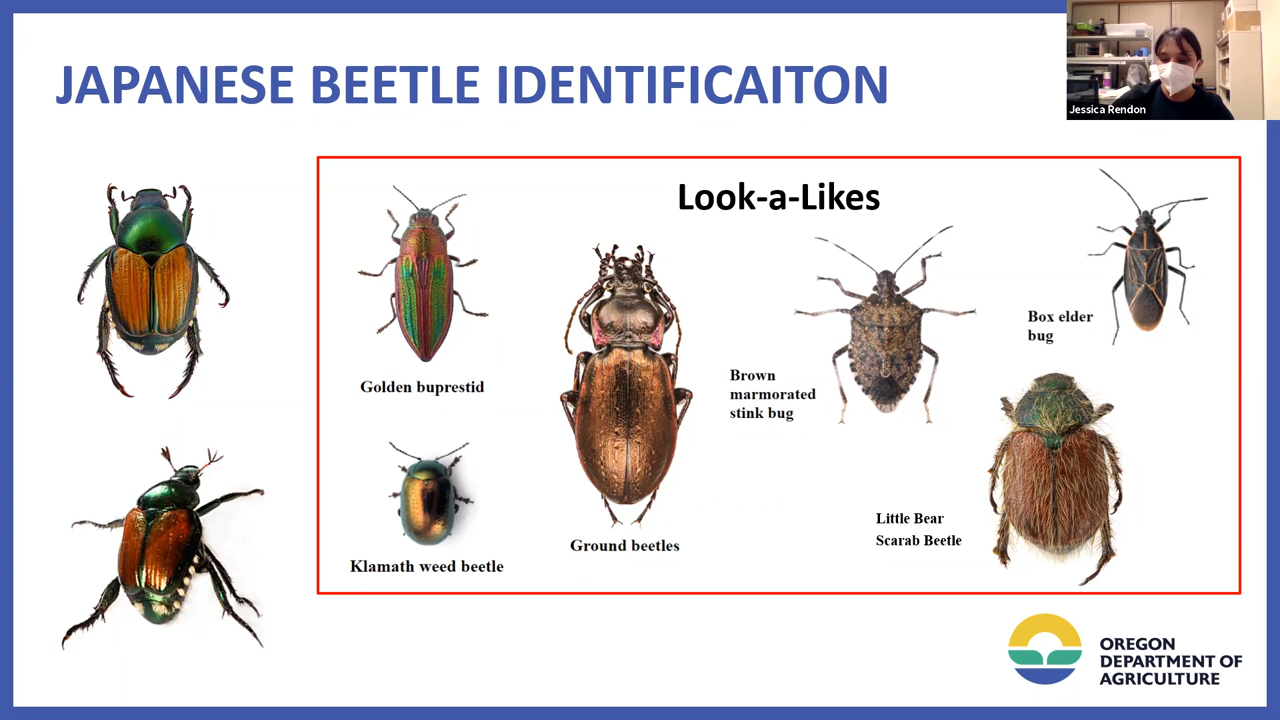 JAPANESE BEETLE IDENTIFICAITON
Jessica Rendon
Look-a-Likes
Golden buprestid
Klamath weed beetle
Ground beetles
Brown
marmorated
stink bug
Box elder
bug
Little Bear
Scarab Beetle
OREGON
DEPARTMENT OF
AGRICULTURE